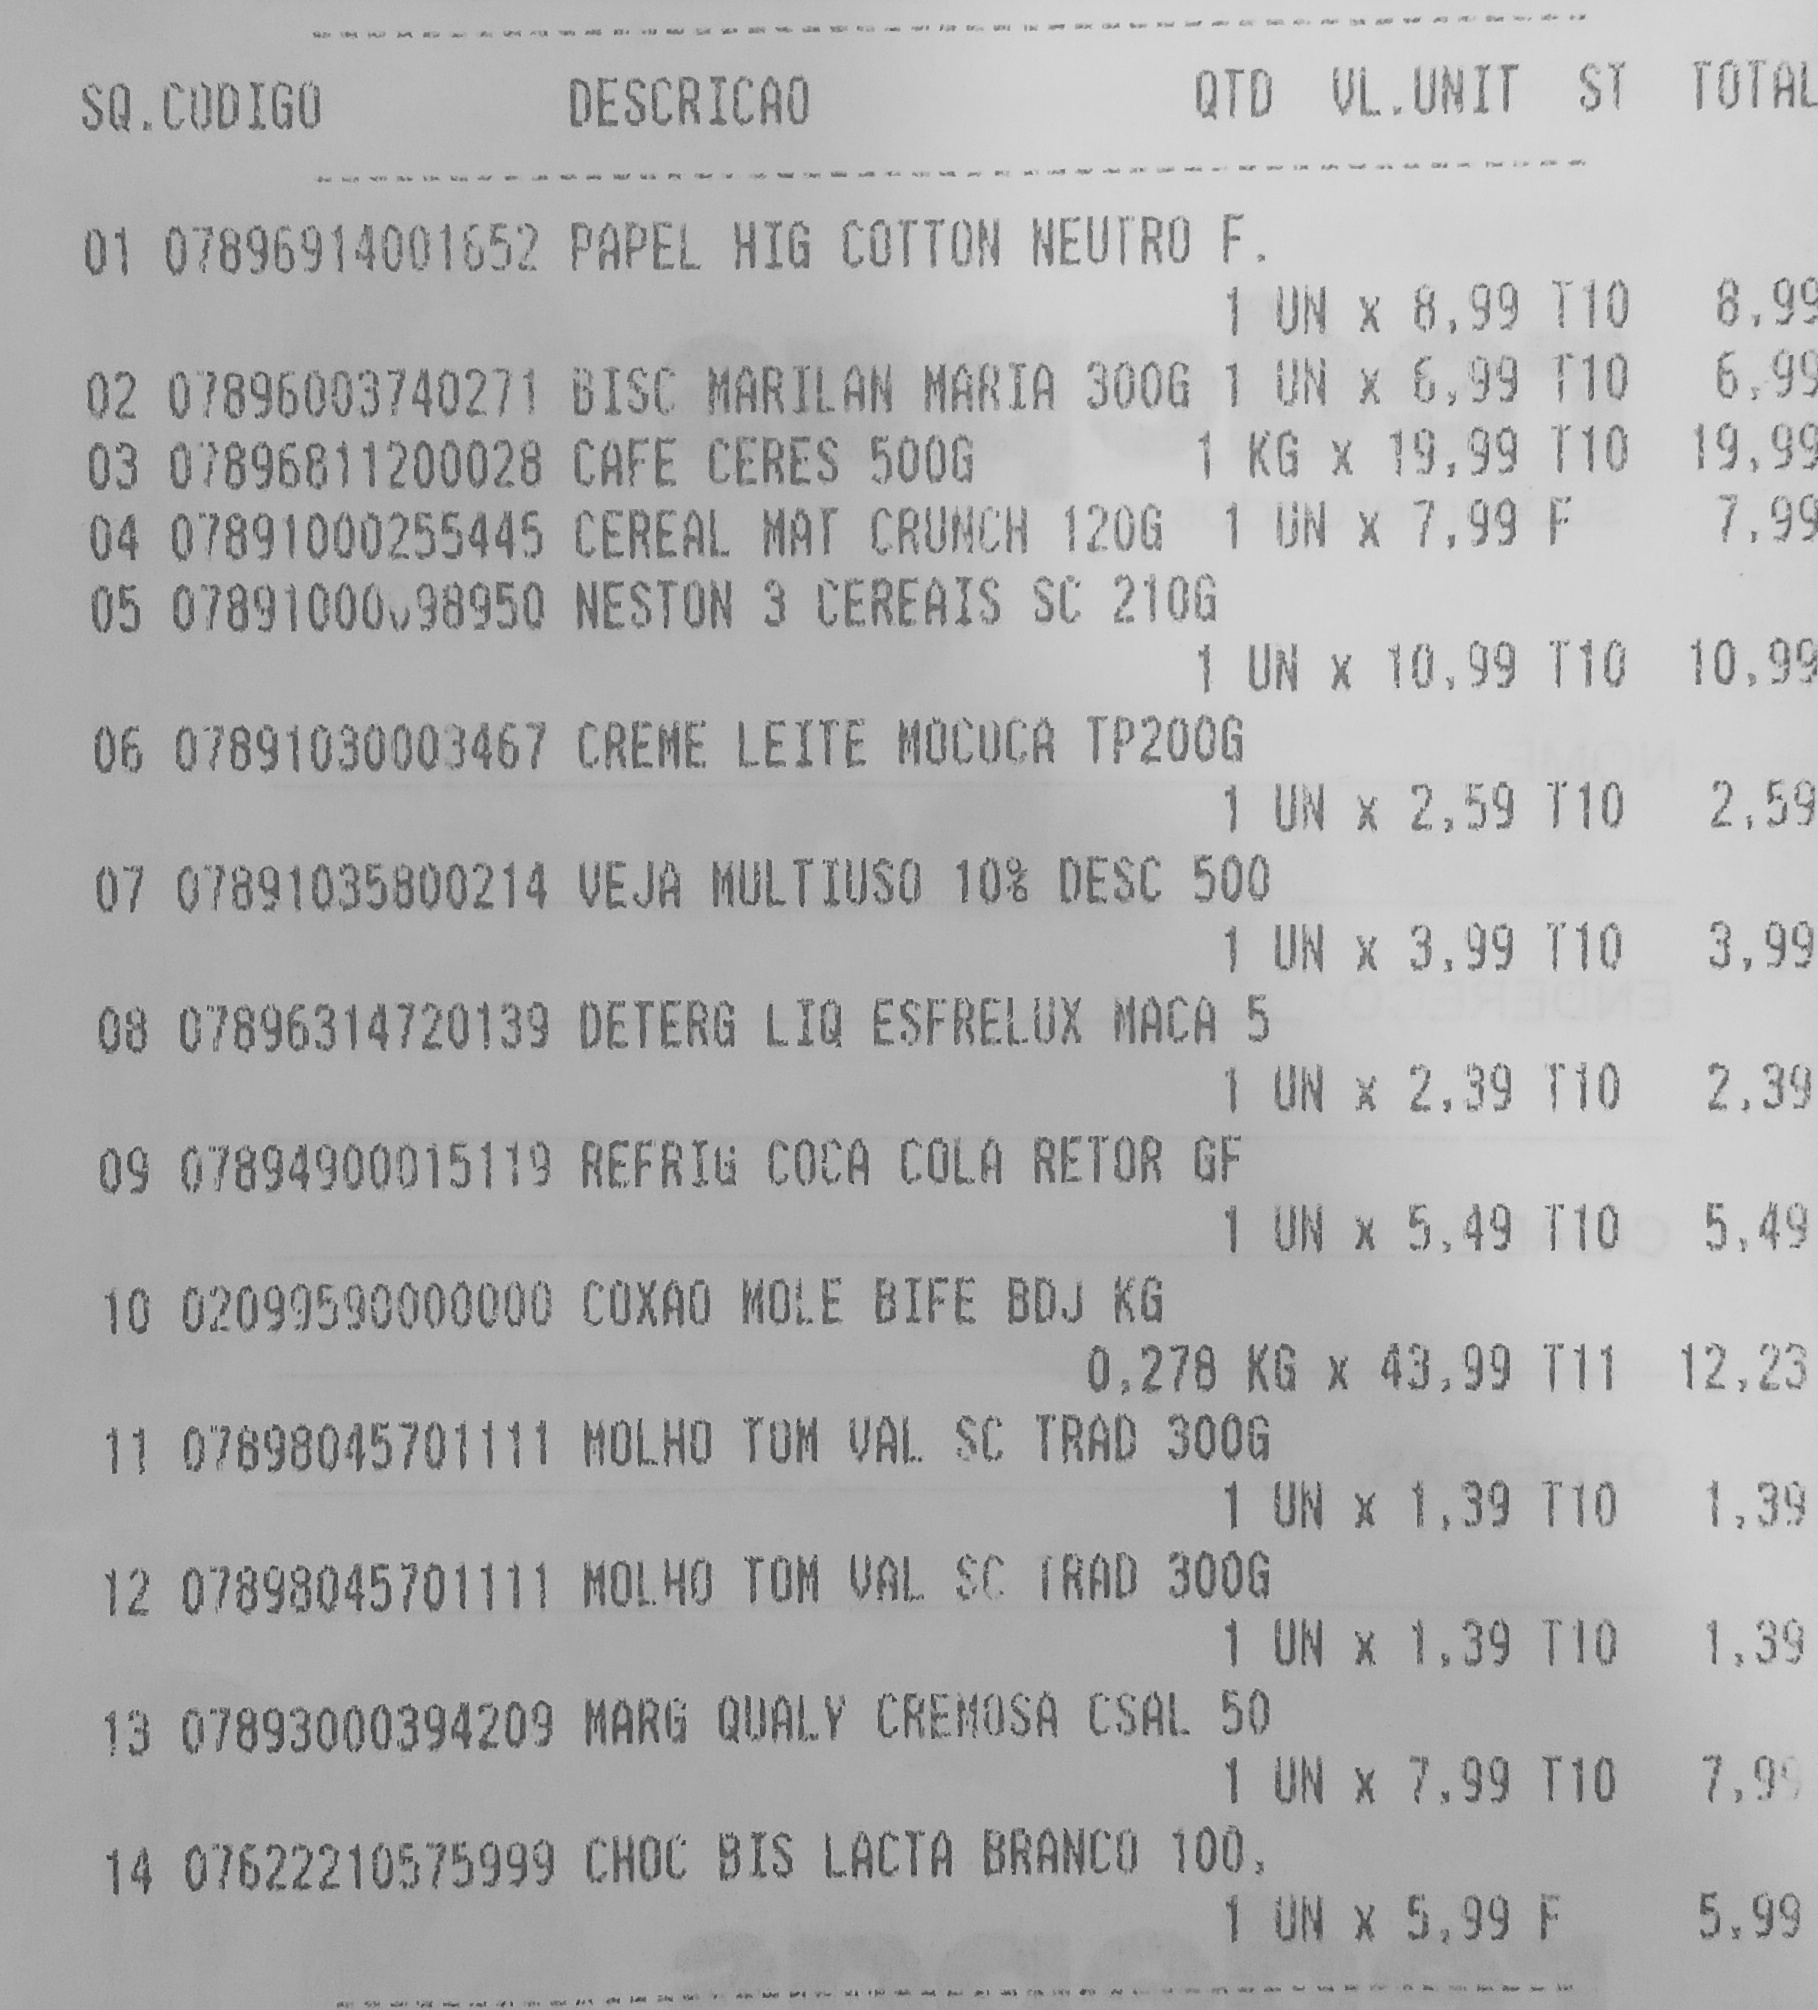 SQ.CODIGO DESCRICAO QTD VL.UNIT ST TOTAL
01 07896914001652 PAPEL HIG COTTON NEUTRO F.
1 UN x 8,99 T10 8,99
02 07896003740271 BISC MARILAN MARIA 300G 1 UN x 6,99 T10 6,99
03 07896811200028 CAFE CERES 500G 1 KG x 19,99 T10 19,99
04 07891000255445 CEREAL MAT CRUNCH 120G 1 UN x 7,99 F 7,99
05 NESTON 3 CEREAIS SC 210G
1 UN x 10,99 T10 10,99
06 07891030003467 CREME LEITE MOCOCA TP200G
1 UN x 2,59 T10 2,59
07 07891035800214 VEJA MULTIUSO 10% DESC 500
1 UN x 3,99 T10 3,99
08 07896314720139 DETERG LIQ ESFRELUX MACA 5
1 UN x 2,39 T10 2,39
09 07894900015119 REFRIG COCA COLA RETOR GF
1 UN x 5,49 T10 5,49
10 02099590000000 COXAO MOLE BIFE BDJ KG
0,278 KG x 43,99 T11 12,23
11 07898045701111 MOLHO TOM VAL SC TRAD 300G
1 UN x 1,39 T10 1,39
12 07898045701111 MOLHO TOM VAL SC TRAD 300G
1 UN x 1,39 T10 1,39
13 07893000394209 MARG QUALY CREMOSA CSAL 50
1 UN x 7,99 T10 7,99
14 07622210575999 CHOC BIS LACTA BRANCO 100,
1 UN x 5,99 F 5,99